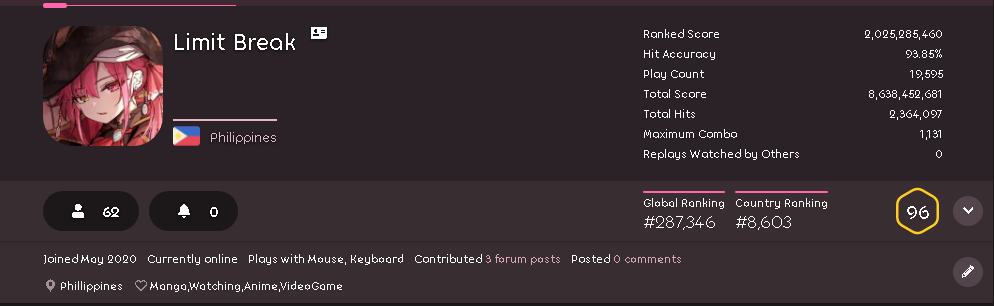 Limit Break
Philippines
Ranked Score 2,025,285,460
Hit Accuracy 93.85%
Play Count 19,595
Total Score 8,638,452,681
Total Hits 2,364,097
Maximum Combo 1,131
Replays Watched by Others 0
62 0
Global Ranking Country Ranking
#287,346 #8,603
96
Joined May 2020 Currently online Plays with Mouse, Keyboard Contributed 3 forum posts Posted 0 comments
Phillippines Manga,Watching,Anime,VideoGame